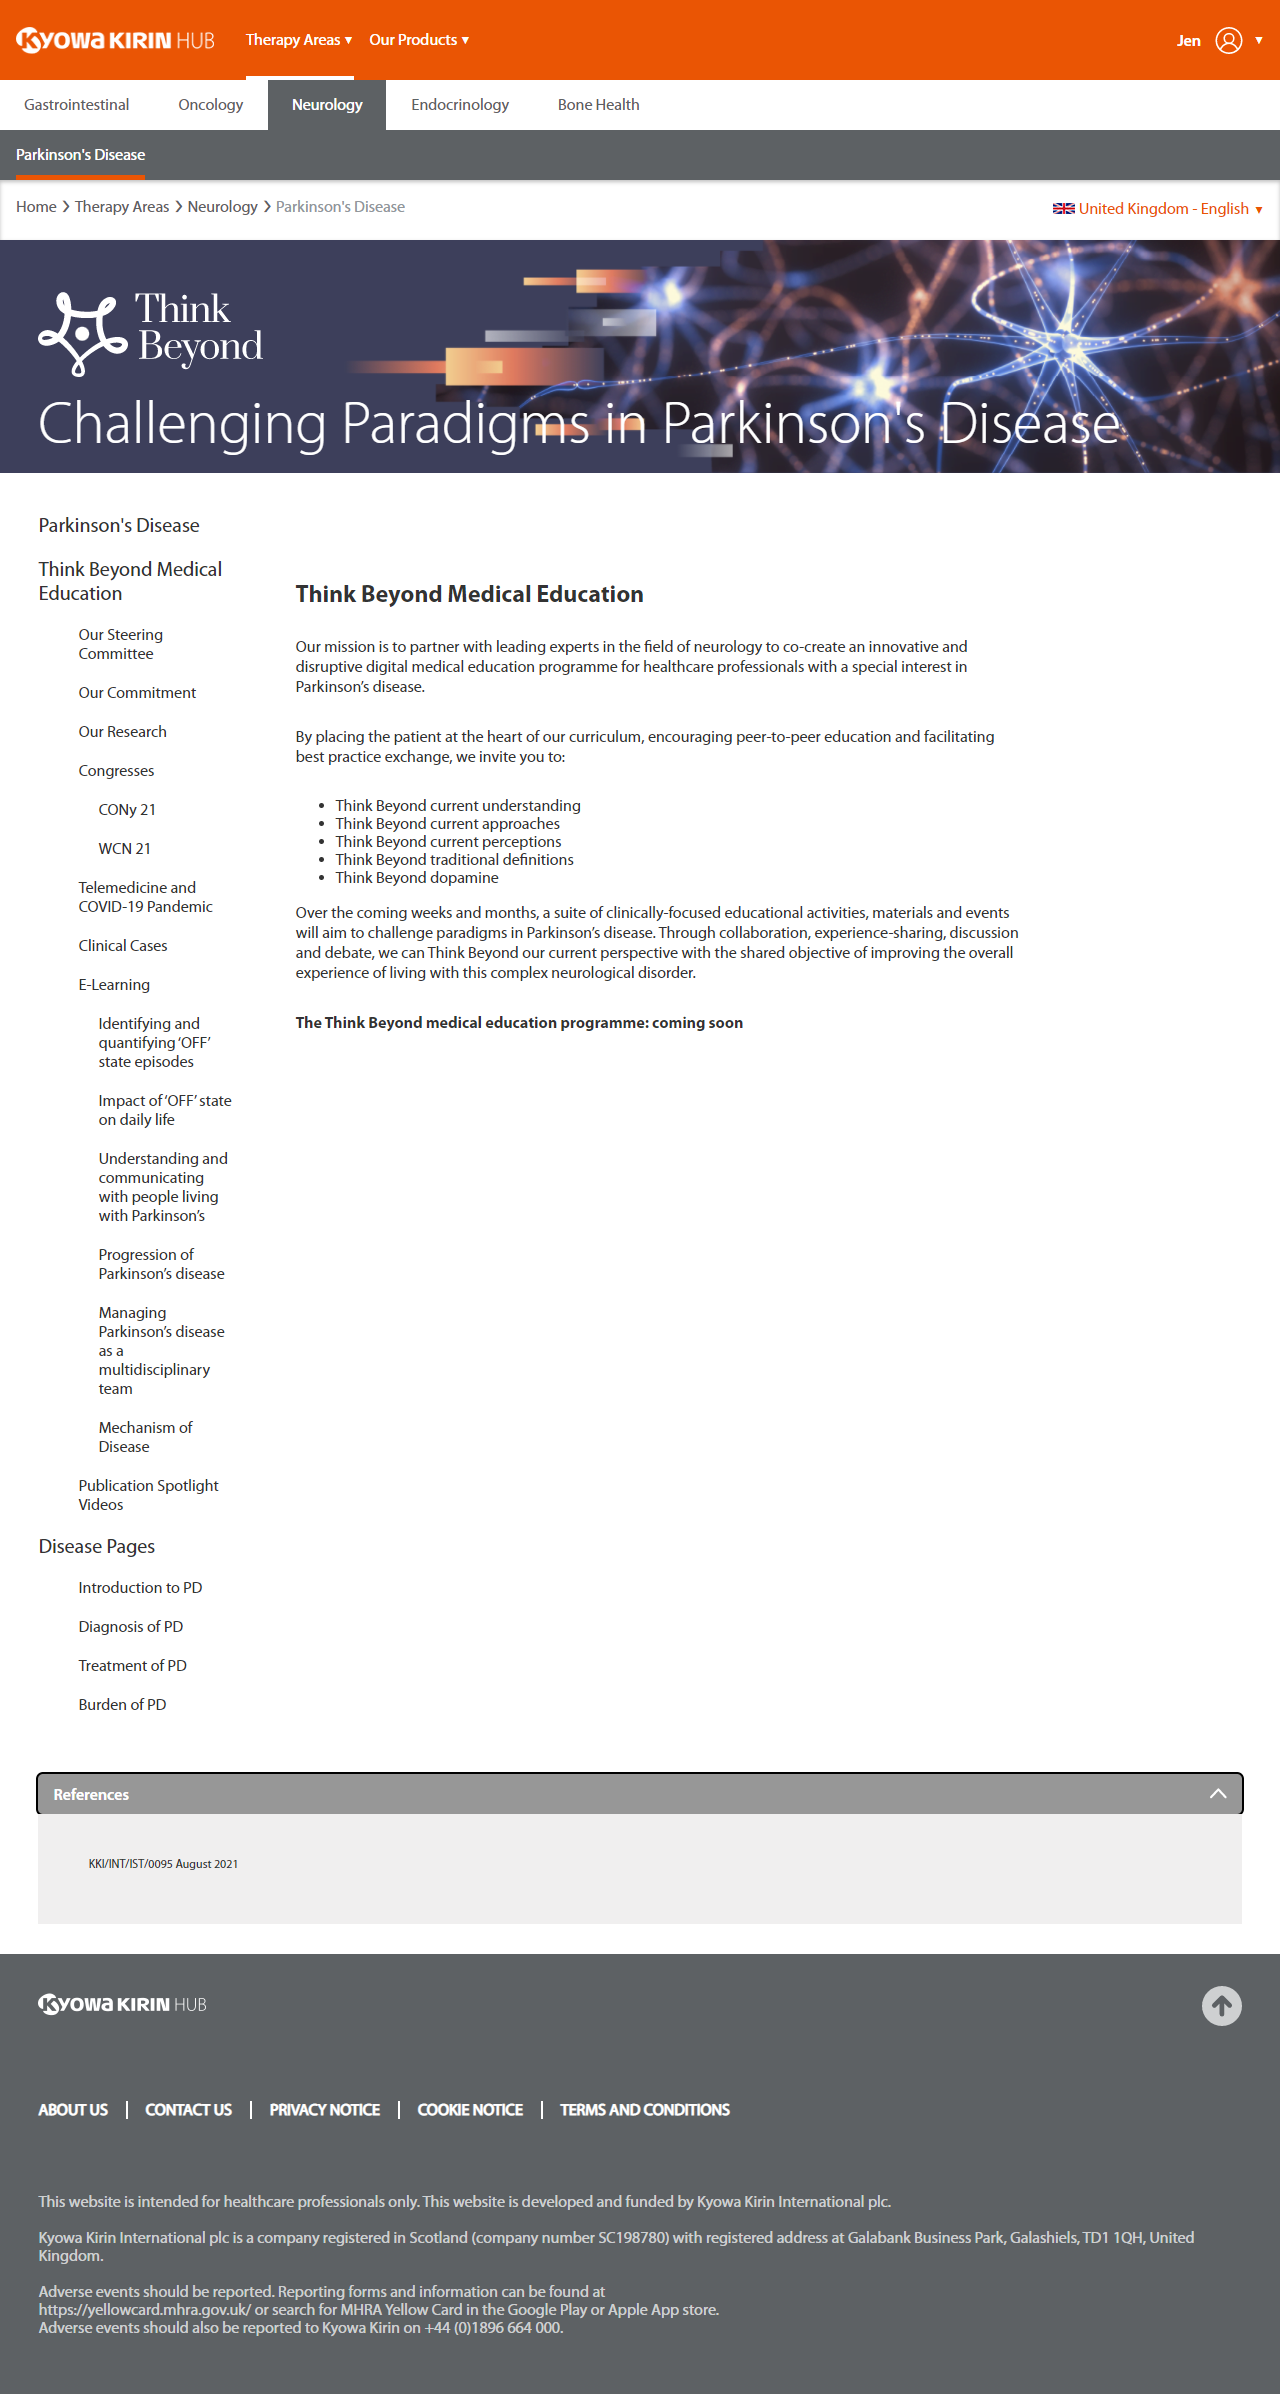 KYOWA KIRIN HUB
Therapy Areas ▼ Our Products ▼
Jen ▼
Gastrointestinal Oncology Neurology Endocrinology Bone Health
Parkinson's Disease
Home > Therapy Areas > Neurology > Parkinson's Disease
United Kingdom - English ▼
Think
Beyond
Challenging Paradigms in Parkinson's Disease
Parkinson's Disease
Think Beyond Medical
Education
Our Steering
Committee
Our Commitment
Our Research
Congresses
CONy 21
WCN 21
Telemedicine and
COVID-19 Pandemic
Clinical Cases
E-Learning
Identifying and
quantifying ‘OFF’
state episodes
Impact of ‘OFF’ state
on daily life
Understanding and
communicating
with people living
with Parkinson’s
Progression of
Parkinson’s disease
Managing
Parkinson’s disease
as a
multidisciplinary
team
Mechanism of
Disease
Publication Spotlight
Videos
Disease Pages
Introduction to PD
Diagnosis of PD
Treatment of PD
Burden of PD
Think Beyond Medical Education
Our mission is to partner with leading experts in the field of neurology to co-create an innovative and
disruptive digital medical education programme for healthcare professionals with a special interest in
Parkinson’s disease.
By placing the patient at the heart of our curriculum, encouraging peer-to-peer education and facilitating
best practice exchange, we invite you to:
• Think Beyond current understanding
• Think Beyond current approaches
• Think Beyond current perceptions
• Think Beyond traditional definitions
• Think Beyond dopamine
Over the coming weeks and months, a suite of clinically-focused educational activities, materials and events
will aim to challenge paradigms in Parkinson’s disease. Through collaboration, experience-sharing, discussion
and debate, we can Think Beyond our current perspective with the shared objective of improving the overall
experience of living with this complex neurological disorder.
The Think Beyond medical education programme: coming soon
References
KKI/INT/IST/0095 August 2021
KYOWA KIRIN HUB
ABOUT US | CONTACT US | PRIVACY NOTICE | COOKIE NOTICE | TERMS AND CONDITIONS
This website is intended for healthcare professionals only. This website is developed and funded by Kyowa Kirin International plc.
Kyowa Kirin International plc is a company registered in Scotland (company number SC198780) with registered address at Galabank Business Park, Galashiels, TD1 1QH, United
Kingdom.
Adverse events should be reported. Reporting forms and information can be found at
https://yellowcard.mhra.gov.uk/ or search for MHRA Yellow Card in the Google Play or Apple App store.
Adverse events should also be reported to Kyowa Kirin on +44 (0)1896 664 000.